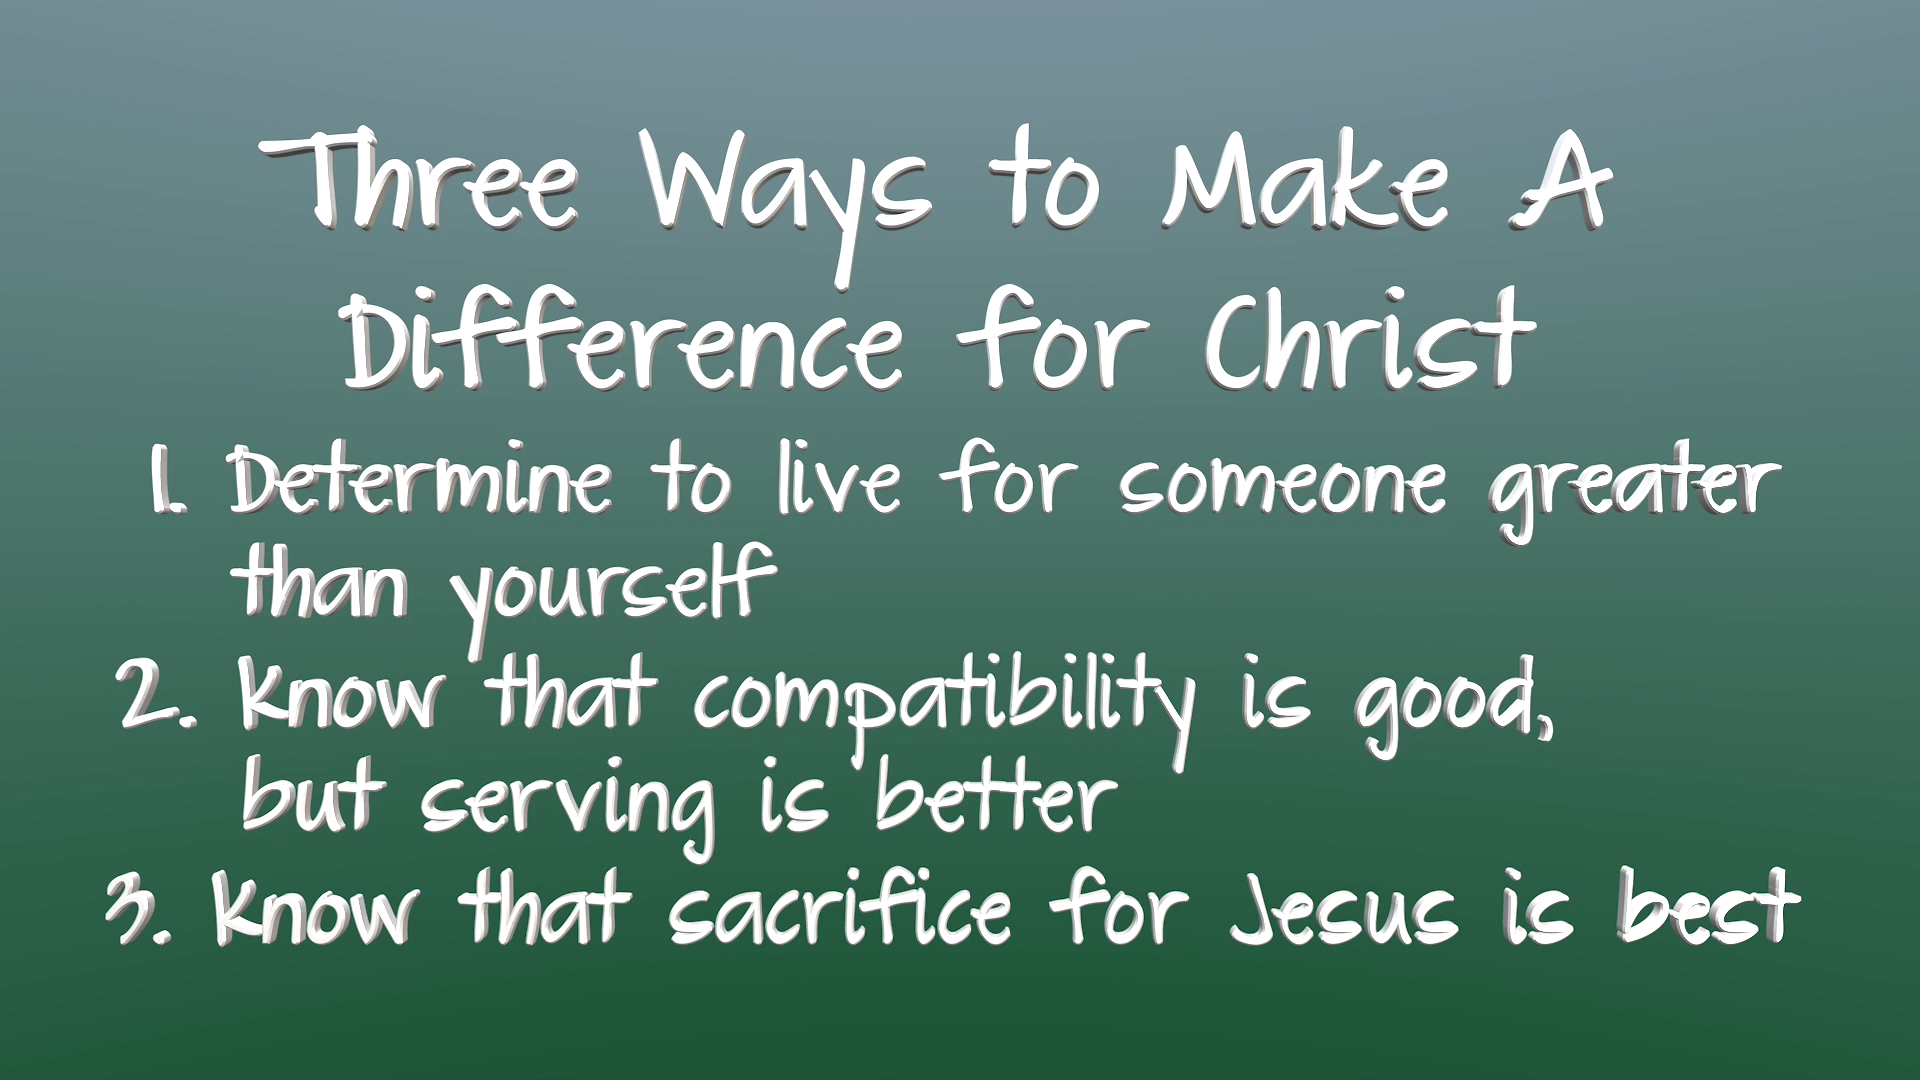 Three Ways to Make A
Difference for Christ
1. Determine to live for someone greater
than yourself
2. Know that compatibility is good,
but serving is better
3. Know that sacrifice for Jesus is best